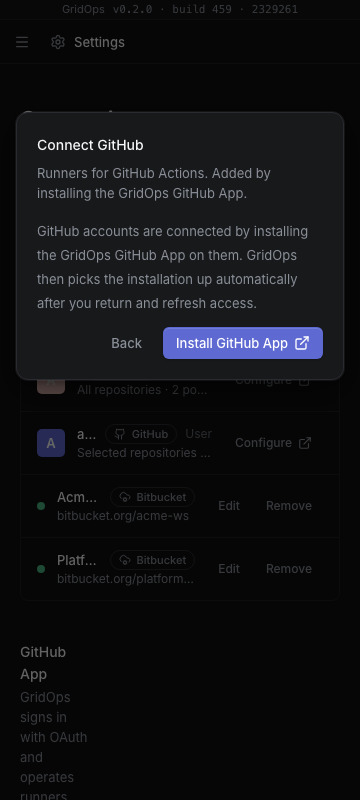 GridOps v0.2.0 · build 459 · 2329261
Settings
Connect GitHub
Runners for GitHub Actions. Added by
installing the GridOps GitHub App.
GitHub accounts are connected by installing
the GridOps GitHub App on them. GridOps
then picks the installation up automatically
after you return and refresh access.
Back
Install GitHub App
All repositories · 2 po...
Configure
A
a...
GitHub
User
Selected repositories ...
Configure
Acm...
Bitbucket
bitbucket.org/acme-ws
Edit
Remove
Platf...
Bitbucket
bitbucket.org/platform...
Edit
Remove
GitHub
App
GridOps
signs in
with OAuth
and
operates
runners